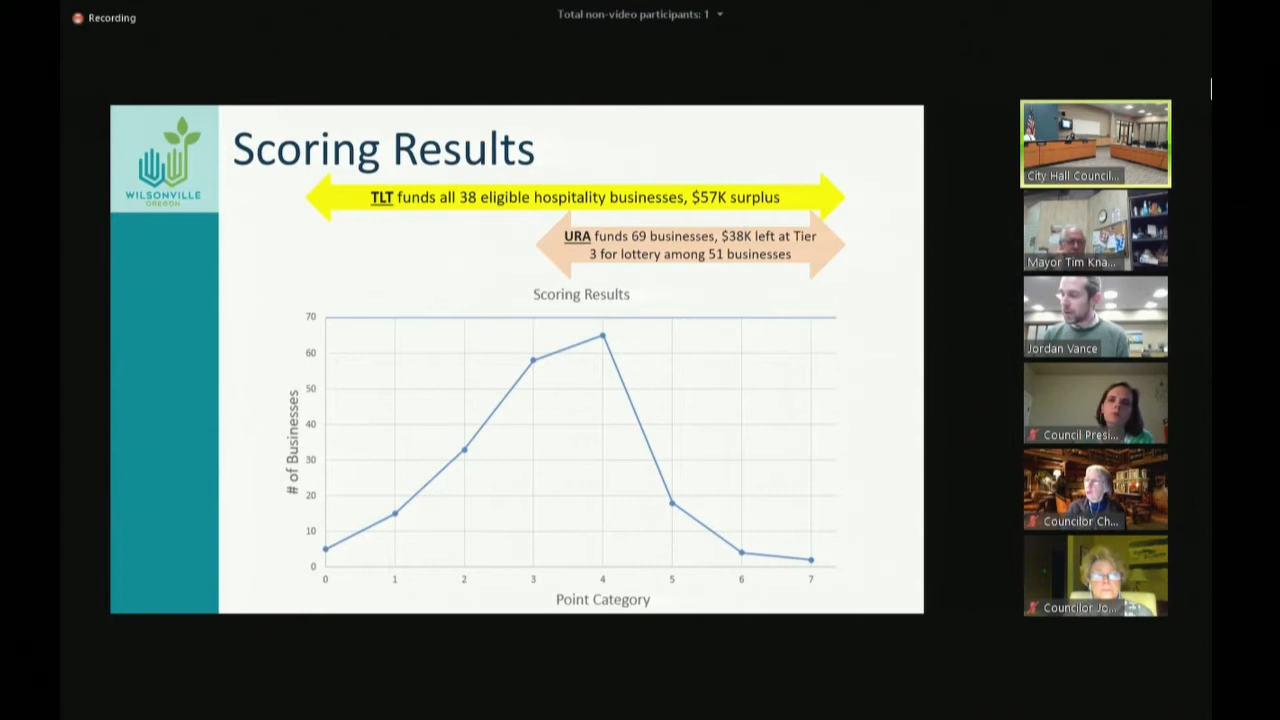 Recording
Total non-video participants: 1
WILSONVILLE
OREGON
Scoring Results
TLT funds all 38 eligible hospitality businesses, $57K surplus
URA funds 69 businesses, $38K left at Tier
3 for lottery among 51 businesses
Scoring Results
70
60
50
40
30
20
10
0
# of Businesses
0 1 2 3 4 5 6 7
Point Category
City Hall Council...
Mayor Tim Kna...
Jordan Vance
Council Presi...
Councilor Ch...
Councilor Jo...